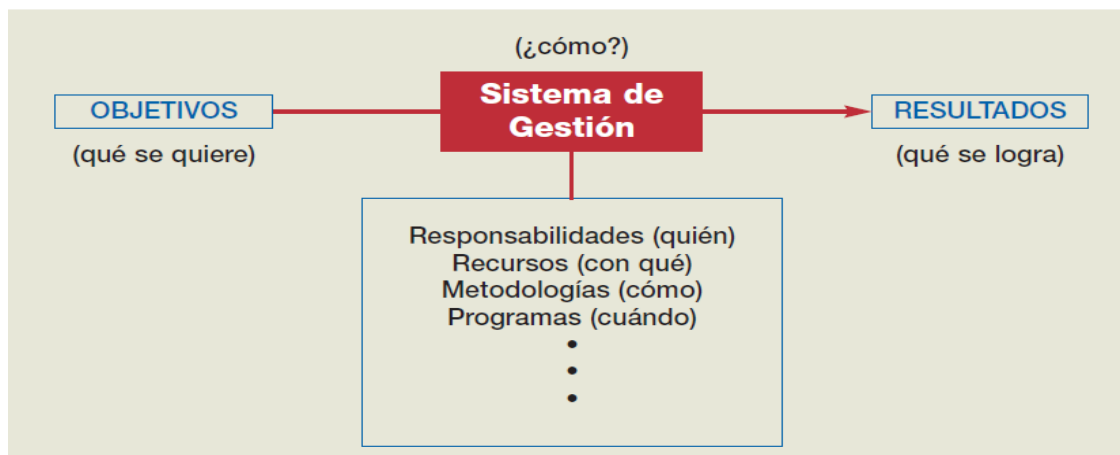 (¿cómo?)
OBJETIVOS
Sistema de
Gestión
RESULTADOS
(qué se quiere)
(qué se logra)
Responsabilidades (quién)
Recursos (con qué)
Metodologías (cómo)
Programas (cuándo)
•
•
•